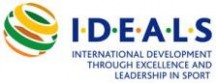 I·D·E·A·L·S
INTERNATIONAL DEVELOPMENT
THROUGH EXCELLENCE AND
LEADERSHIP IN SPORT